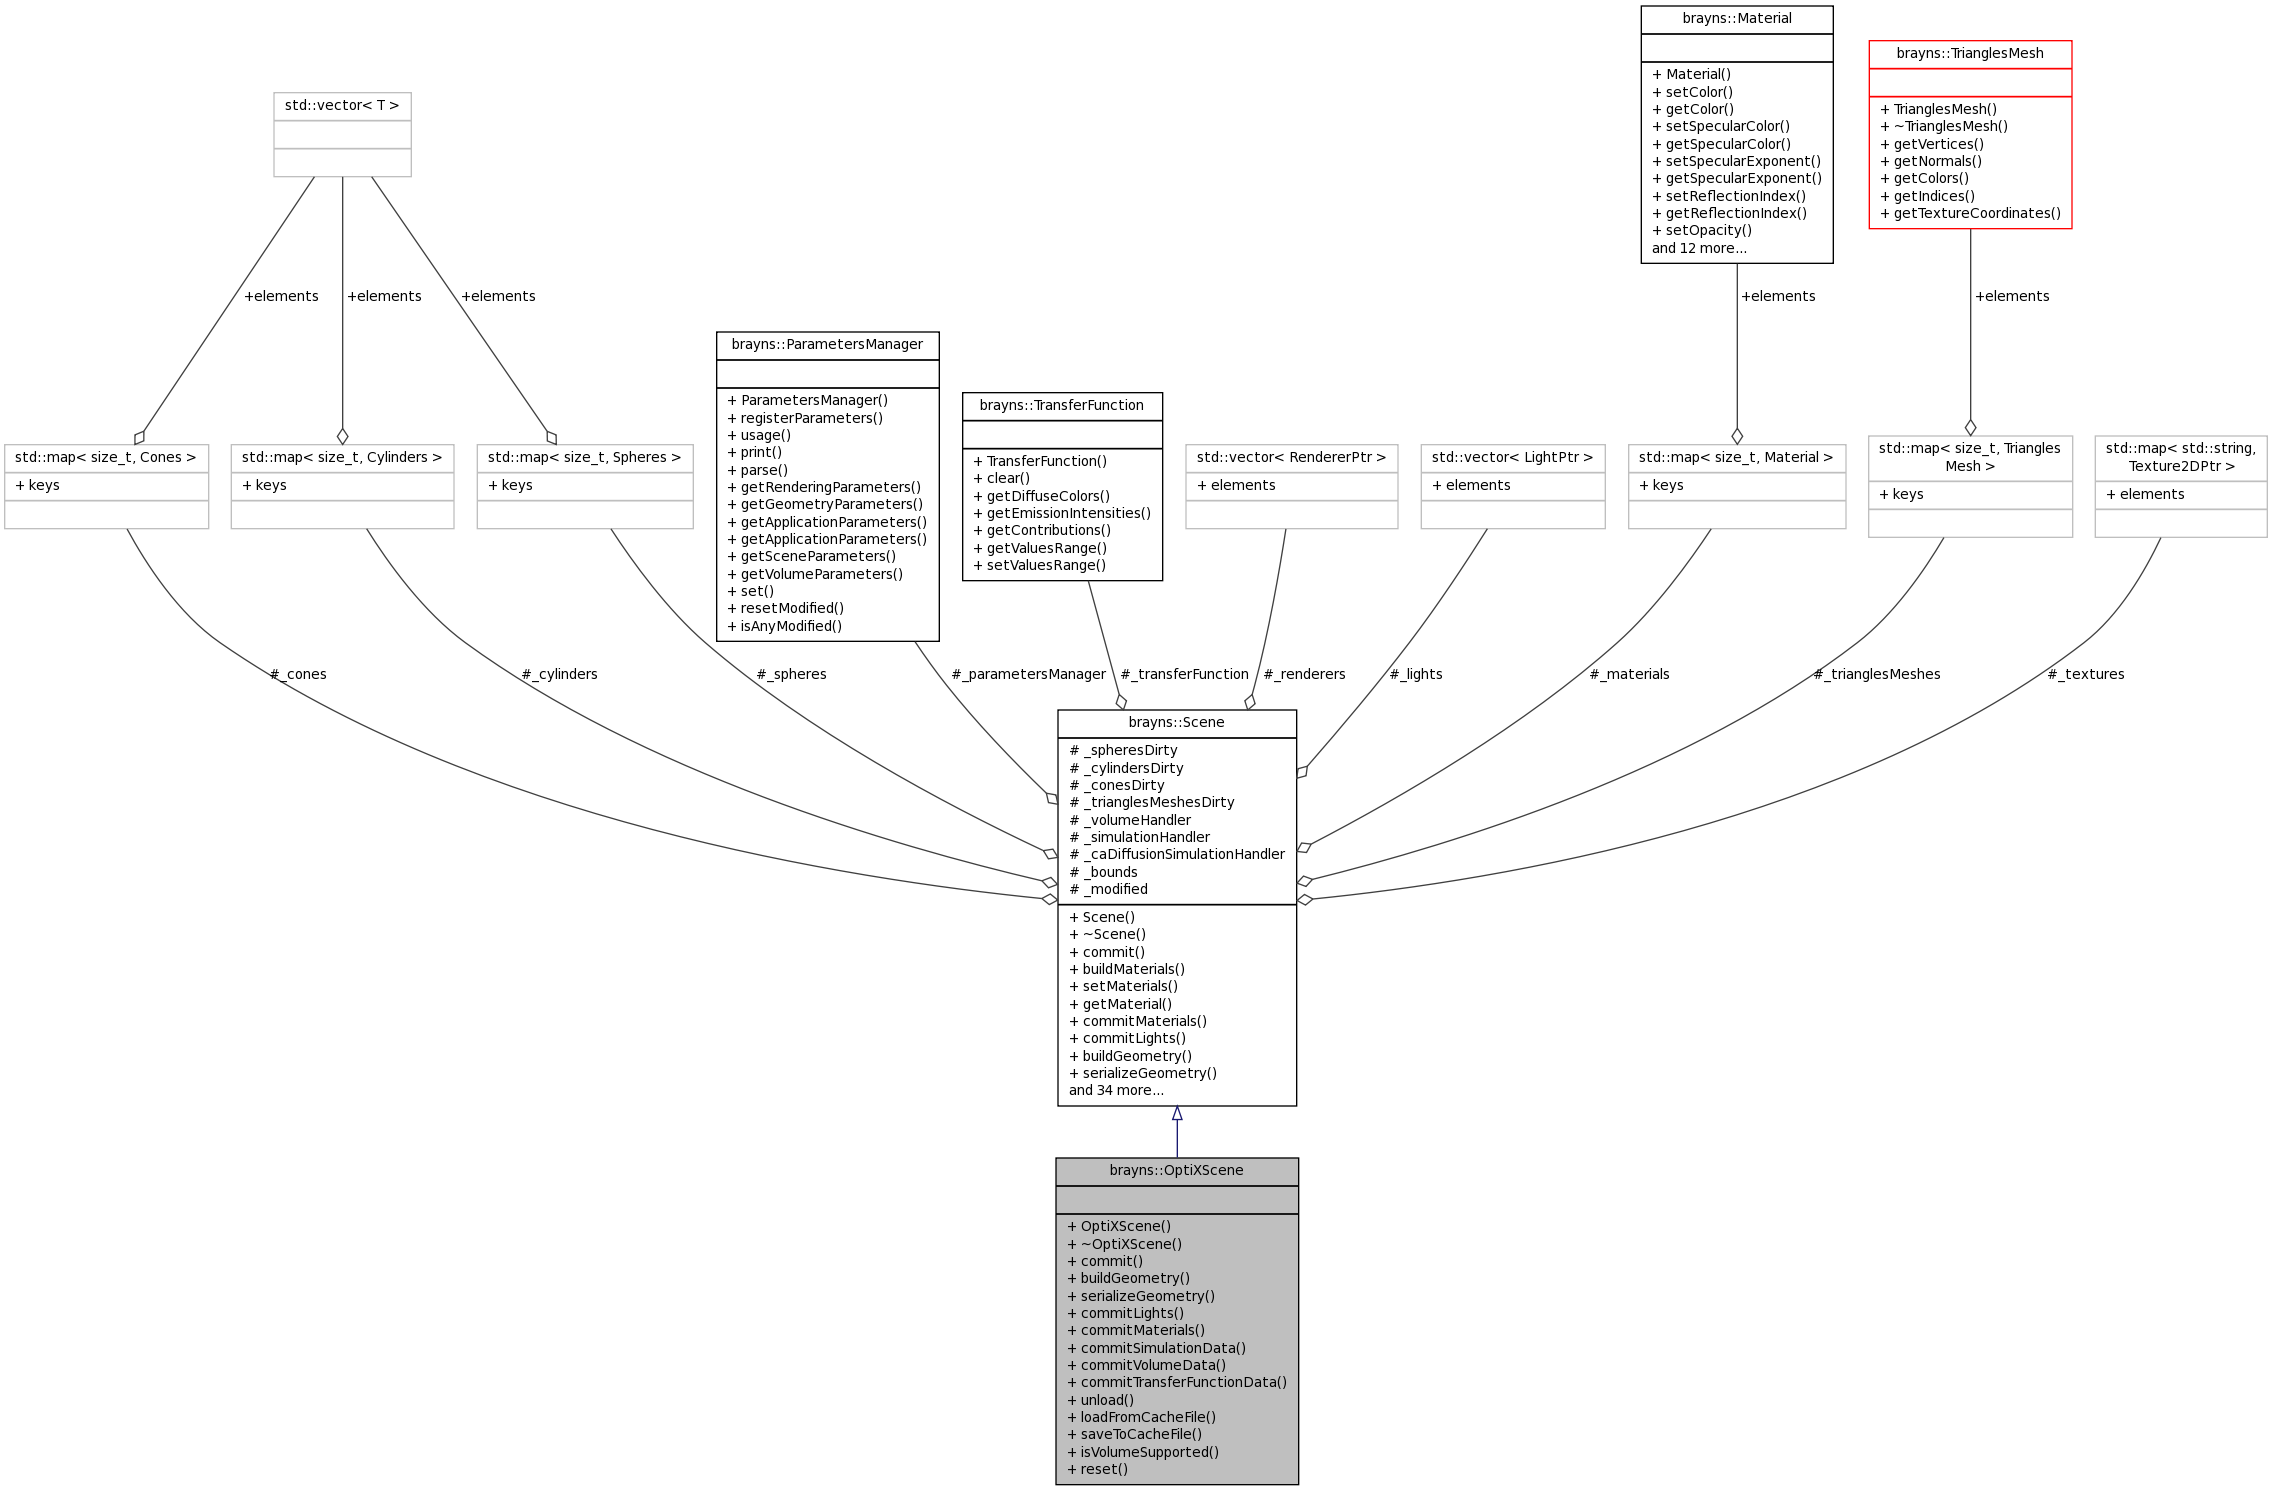 brayns::Material
+ Material()
+ setColor()
+ getColor()
+ setSpecularColor()
+ getSpecularColor()
+ setSpecularExponent()
+ getSpecularExponent()
+ setReflectionIndex()
+ getReflectionIndex()
+ setOpacity()
and 12 more...
brayns::TrianglesMesh
+ TrianglesMesh()
+ ~TrianglesMesh()
+ getVertices()
+ getNormals()
+ getColors()
+ getIndices()
+ getTextureCoordinates()
std::vector< T >
+elements
+elements
+elements
+elements
+elements
std::map< size_t, Cones >
+ keys
std::map< size_t, Cylinders >
+ keys
std::map< size_t, Spheres >
+ keys
brayns::ParametersManager
+ ParametersManager()
+ registerParameters()
+ usage()
+ print()
+ parse()
+ getRenderingParameters()
+ getGeometryParameters()
+ getApplicationParameters()
+ getApplicationParameters()
+ getSceneParameters()
+ getVolumeParameters()
+ set()
+ resetModified()
+ isAnyModified()
brayns::TransferFunction
+ TransferFunction()
+ clear()
+ getDiffuseColors()
+ getEmissionIntensities()
+ getContributions()
+ getValuesRange()
+ setValuesRange()
std::vector< RendererPtr >
+ elements
std::vector< LightPtr >
+ elements
std::map< size_t, Material >
+ keys
std::map< size_t, Triangles
Mesh >
+ keys
std::map< std::string,
Texture2DPtr >
+ elements
#_cones
#_cylinders
#_spheres
#_parametersManager
#_transferFunction
#_renderers
#_lights
#_materials
#_trianglesMeshes
#_textures
brayns::Scene
# _spheresDirty
# _cylindersDirty
# _conesDirty
# _trianglesMeshesDirty
# _volumeHandler
# _simulationHandler
# _caDiffusionSimulationHandler
# _bounds
# _modified
+ Scene()
+ ~Scene()
+ commit()
+ buildMaterials()
+ setMaterials()
+ getMaterial()
+ commitMaterials()
+ commitLights()
+ buildGeometry()
+ serializeGeometry()
and 34 more...
brayns::OptiXScene
+ OptiXScene()
+ ~OptiXScene()
+ commit()
+ buildGeometry()
+ serializeGeometry()
+ commitLights()
+ commitMaterials()
+ commitSimulationData()
+ commitVolumeData()
+ commitTransferFunctionData()
+ unload()
+ loadFromCacheFile()
+ saveToCacheFile()
+ isVolumeSupported()
+ reset()